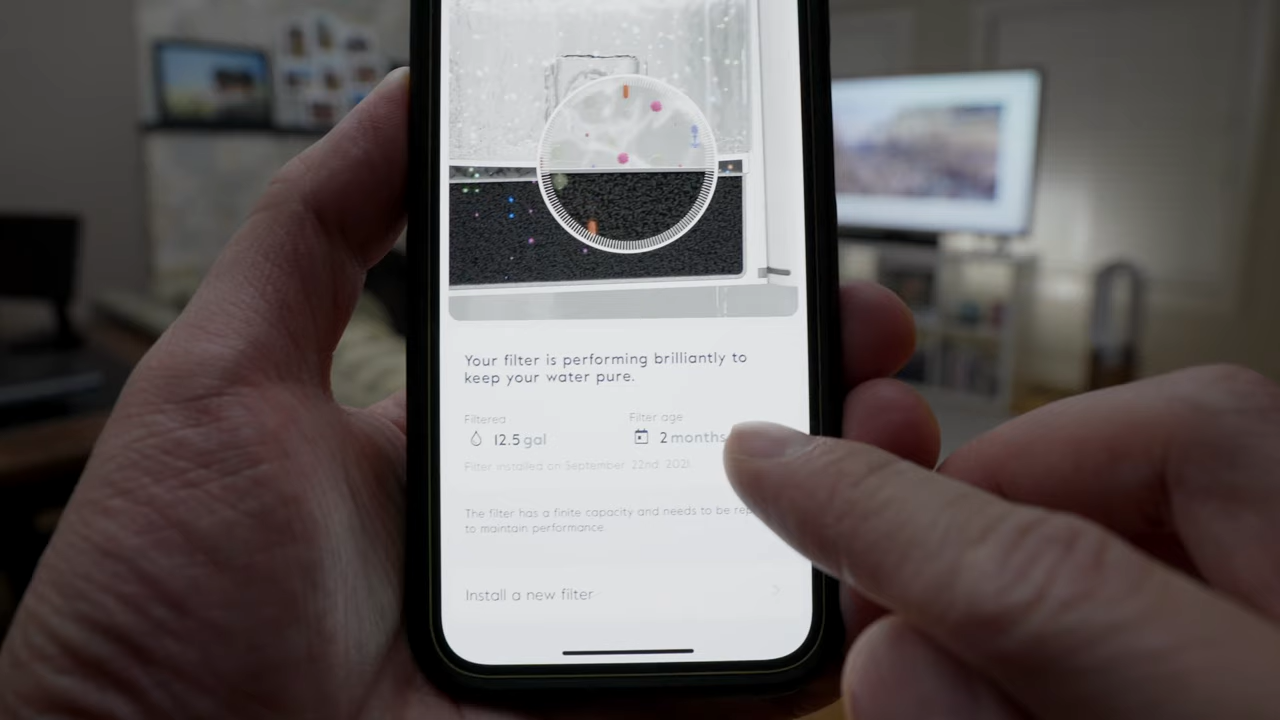 Your filter is performing brilliantly to
keep your water pure.
Filtered
Filter age
12.5 gal
2 months
Filter installed on September 22nd, 2021.
The filter has a finite capacity and needs to be rep
to maintain performance.
Install a new filter